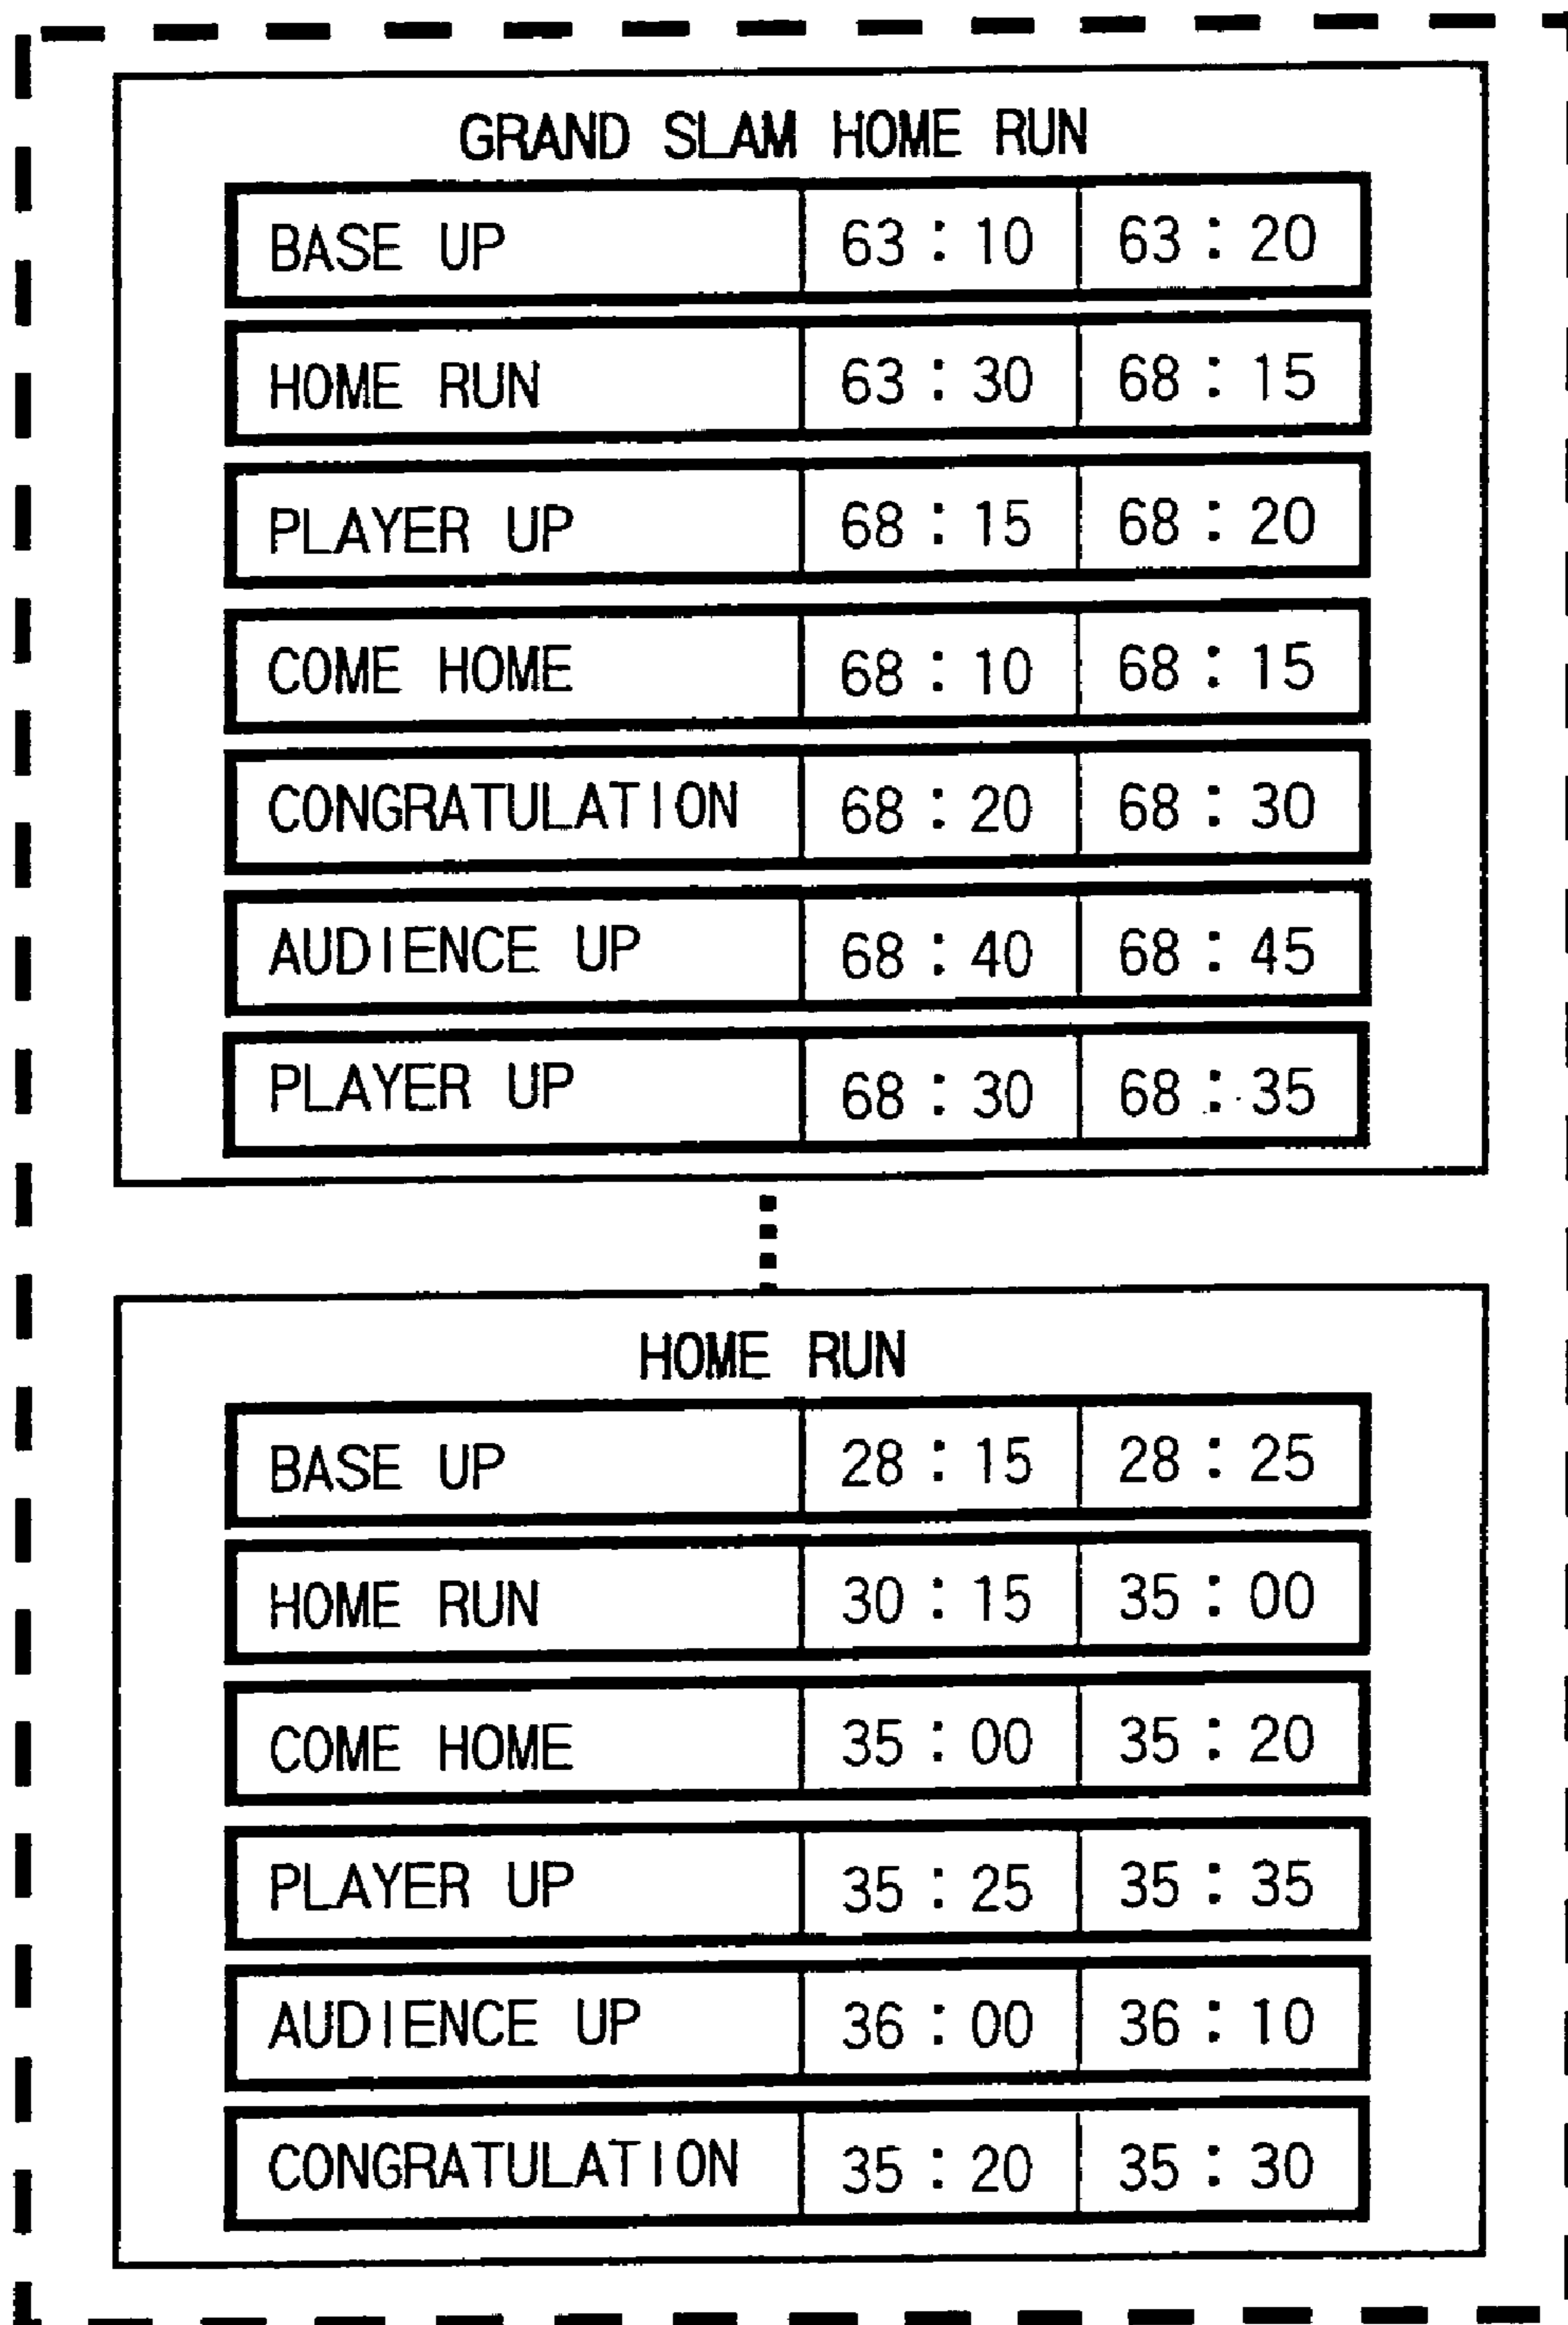 GRAND SLAM HOME RUN
BASE UP 63 : 10 63 : 20
HOME RUN 63 : 30 68 : 15
PLAYER UP 68 : 15 68 : 20
COME HOME 68 : 10 68 : 15
CONGRATULATION 68 : 20 68 : 30
AUDIENCE UP 68 : 40 68 : 45
PLAYER UP 68 : 30 68 : 35
HOME RUN
BASE UP 28 : 15 28 : 25
HOME RUN 30 : 15 35 : 00
COME HOME 35 : 00 35 : 20
PLAYER UP 35 : 25 35 : 35
AUDIENCE UP 36 : 00 36 : 10
CONGRATULATION 35 : 20 35 : 30